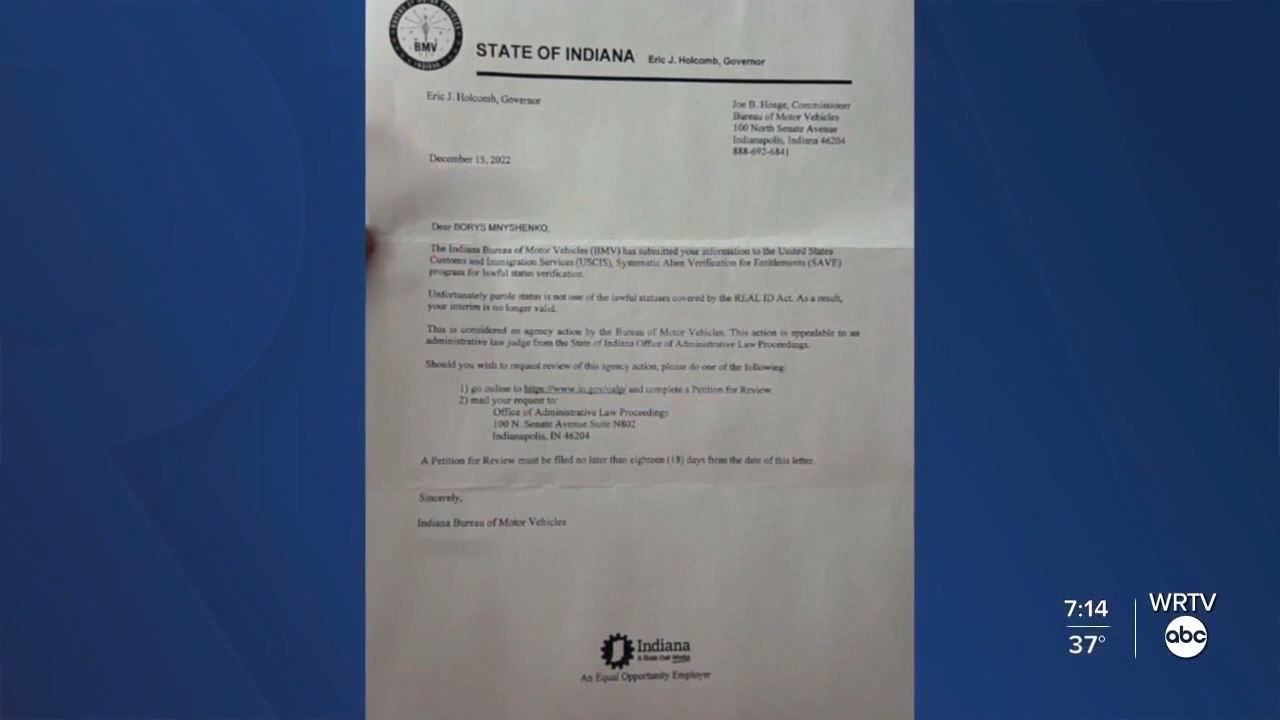 BUREAU OF MOTOR VEHICLES
BMV
INDIANA
STATE OF INDIANA Eric J. Holcomb, Governor
Eric J. Holcomb, Governor
Joe B. Hoage, Commissioner
Bureau of Motor Vehicles
100 North Senate Avenue
Indianapolis, Indiana 46204
888-692-6841
December 15, 2022
Dear BORYS MNYSHENKO,
The Indiana Bureau of Motor Vehicles (BMV) has submitted your information to the United States
Customs and Immigration Services (USCIS), Systematic Alien Verification for Entitlements (SAVE)
program for lawful status verification.
Unfortunately parole status is not one of the lawful statuses covered by the REAL ID Act. As a result,
your interim is no longer valid.
This is considered an agency action by the Bureau of Motor Vehicles. This action is appealable to an
administrative law judge from the State of Indiana Office of Administrative Law Proceedings.
Should you wish to request review of this agency action, please do one of the following:
1) go online to https://www.in.gov/oalp/ and complete a Petition for Review.
2) mail your request to:
Office of Administrative Law Proceedings
100 N. Senate Avenue Suite N802
Indianapolis, IN 46204
A Petition for Review must be filed no later than eighteen (18) days from the date of this letter.
Sincerely,
Indiana Bureau of Motor Vehicles
Indiana
A State that Works
An Equal Opportunity Employer
7:14
37°
WRTV
abc